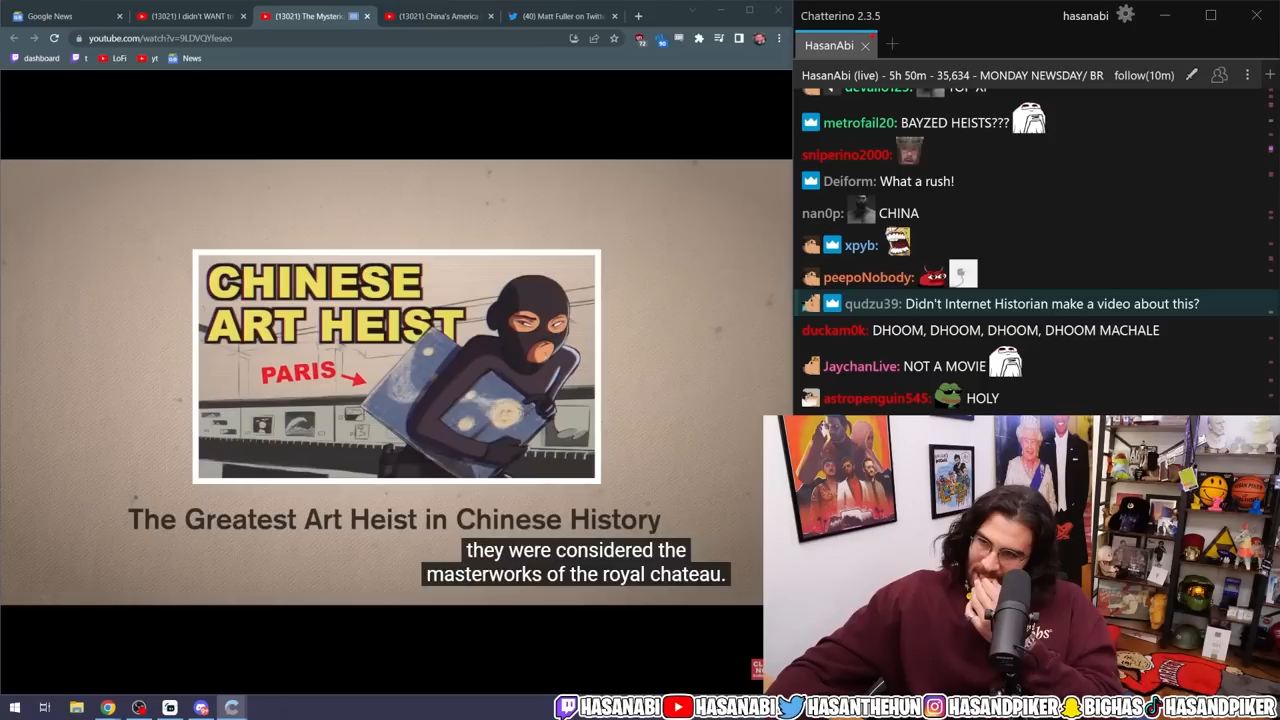 Google News
(13021) I didn't WANT to
(13021) The Mysteri
(13021) China's America
(40) Matt Fuller on Twitte
youtube.com/watch?v=9LDVQYfeseo
dashboard
t
LoFi
yt
News
CHINESE
ART HEIST
PARIS
The Greatest Art Heist in Chinese History
they were considered the
masterworks of the royal chateau.
Chatterino 2.3.5
hasanabi
HasanAbi
HasanAbi (live) - 5h 50m - 35,634 - MONDAY NEWSDAY/ BR
follow(10m)
metrofail20: BAYZED HEISTS???
sniperino2000:
Deiform: What a rush!
nan0p: CHINA
xpyb:
peepoNobody:
qudzu39: Didn't Internet Historian make a video about this?
duckam0k: DHOOM, DHOOM, DHOOM, DHOOM MACHALE
JaychanLive: NOT A MOVIE
astropenguin545: HOLY
HASANABI
HASANABI
HASANTHEHUN
HASANDPIKER
BIGHAS
HASANDPIKER